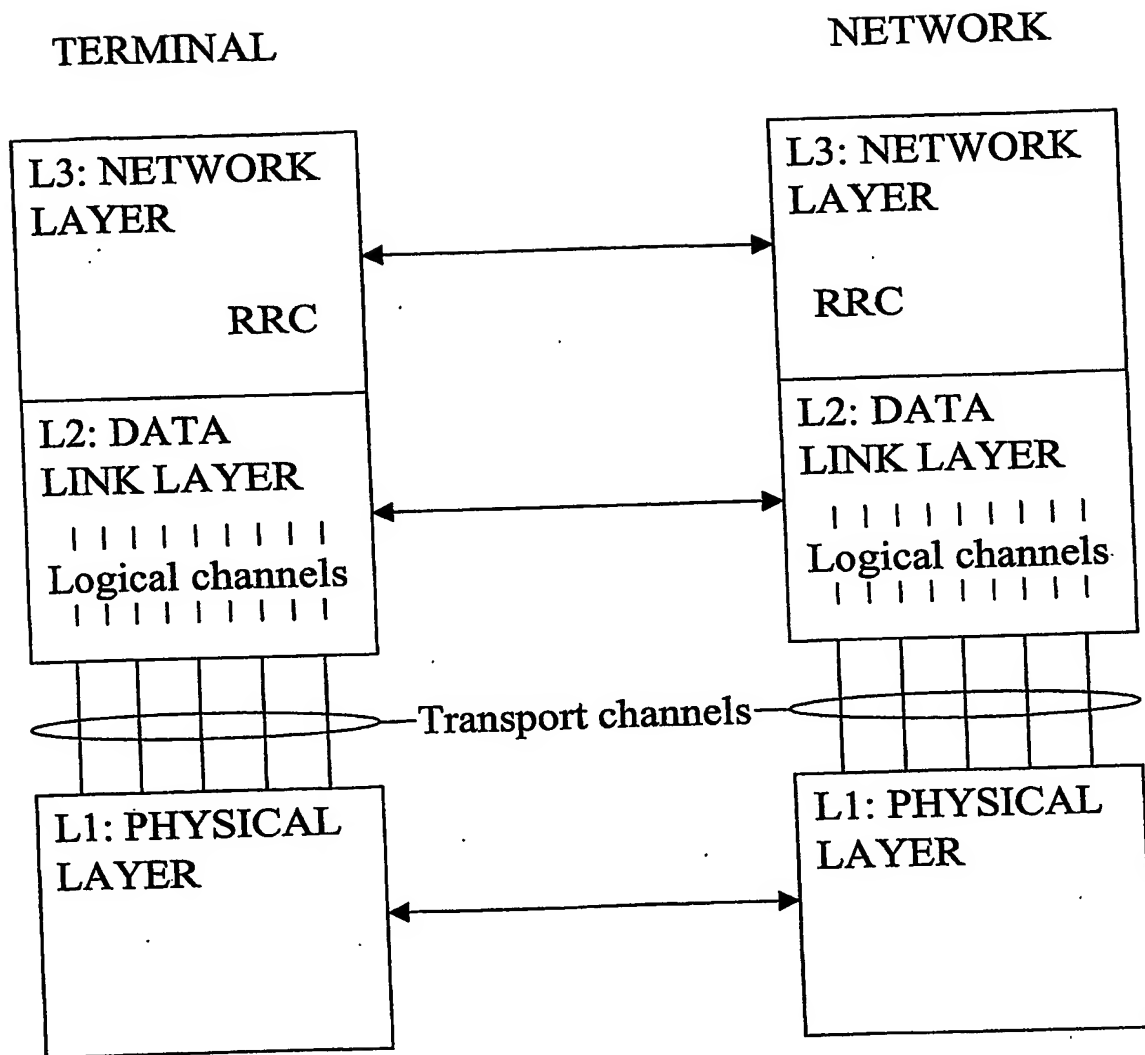 TERMINAL
NETWORK
L3: NETWORK
LAYER
RRC
L2: DATA
LINK LAYER
Logical channels
L1: PHYSICAL
LAYER
Transport channels
L3: NETWORK
LAYER
RRC
L2: DATA
LINK LAYER
Logical channels
L1: PHYSICAL
LAYER